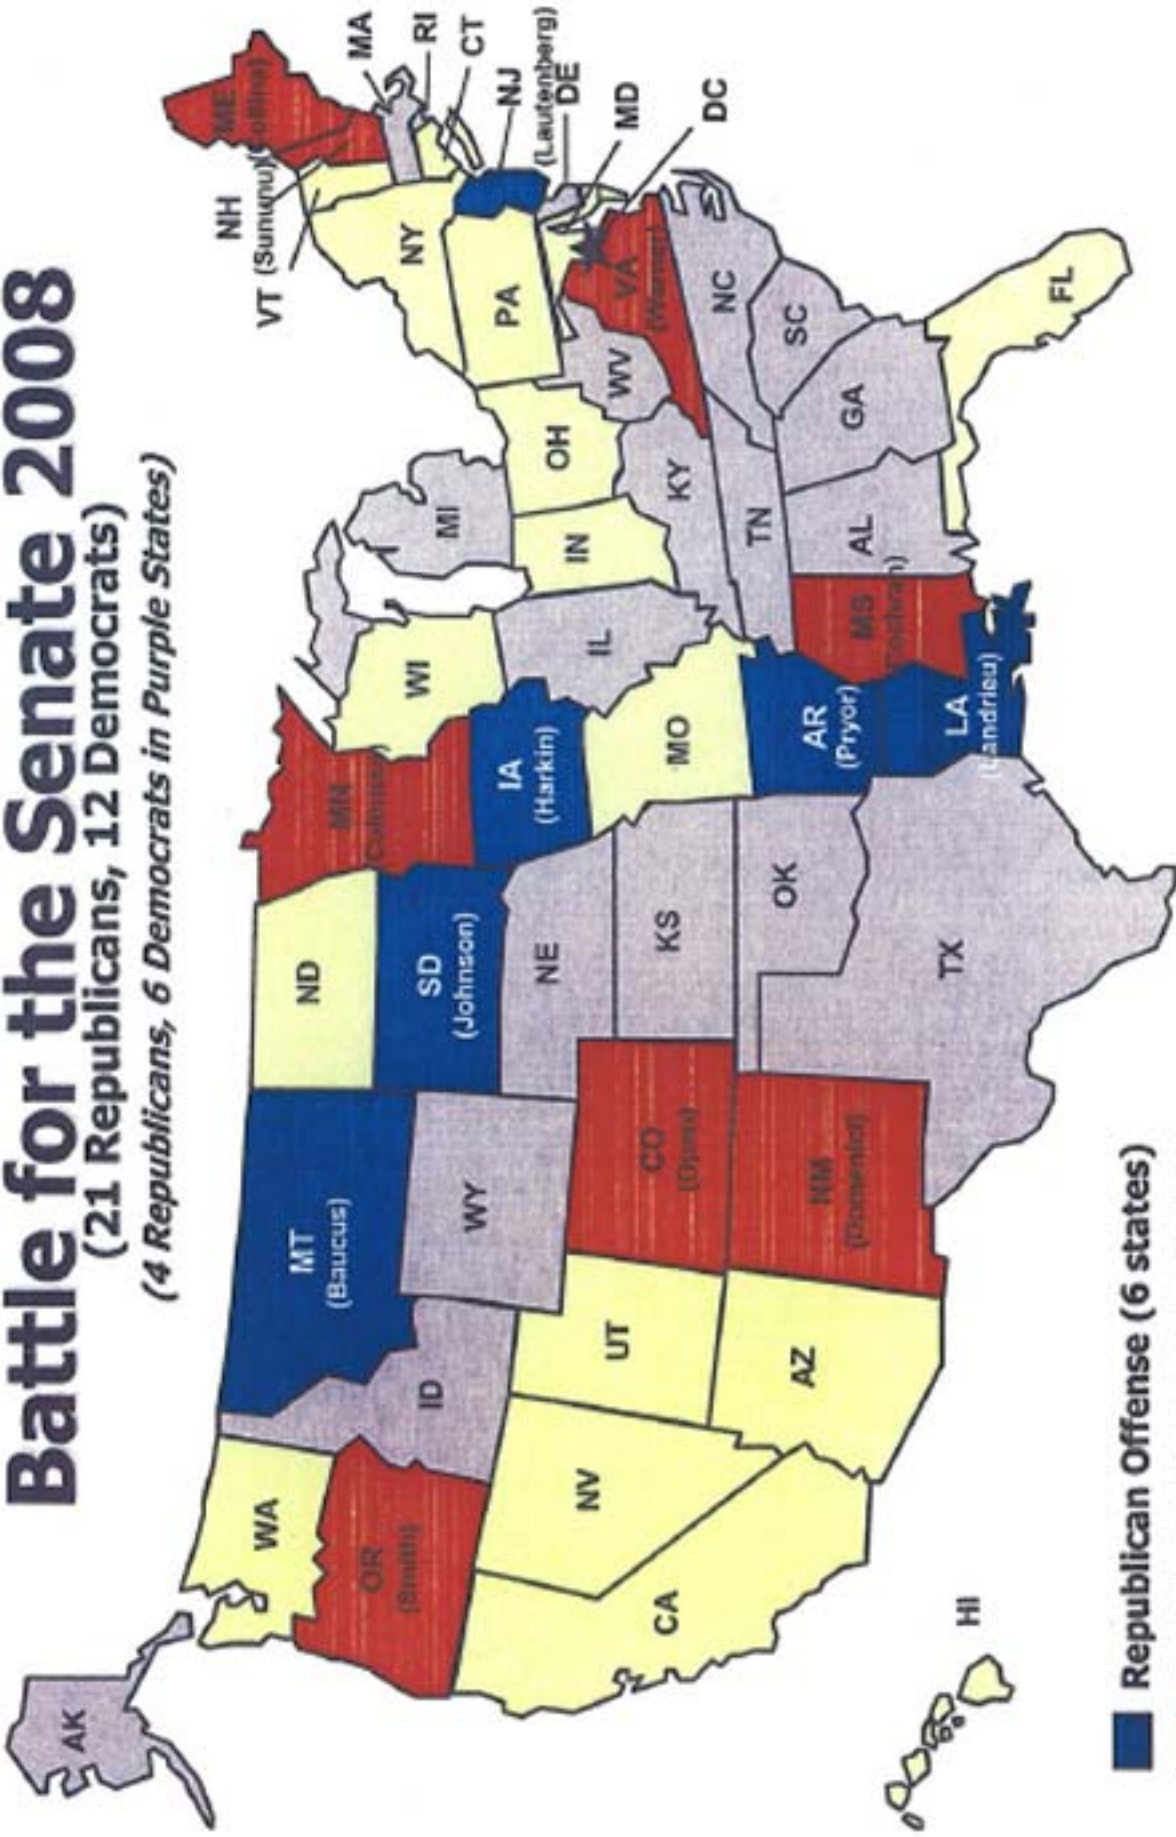 Battle for the Senate 2008
(21 Republicans, 12 Democrats)
(4 Republicans, 6 Democrats in Purple States)
AK
WA
OR
(Smith)
CA
NV
ID
MT
(Baucus)
WY
UT
AZ
CO
NM
(Domenici)
ND
SD
(Johnson)
NE
KS
OK
TX
MN
IA
(Harkin)
MO
AR
(Pryor)
LA
(Landrieu)
WI
IL
MI
IN
OH
KY
TN
MS
AL
GA
FL
SC
NC
WV
VA
PA
NY
VT
NH
(Sununu)
ME
(Collins)
MA
RI
CT
NJ
(Lautenberg)
DE
MD
DC
HI
Republican Offense (6 states)